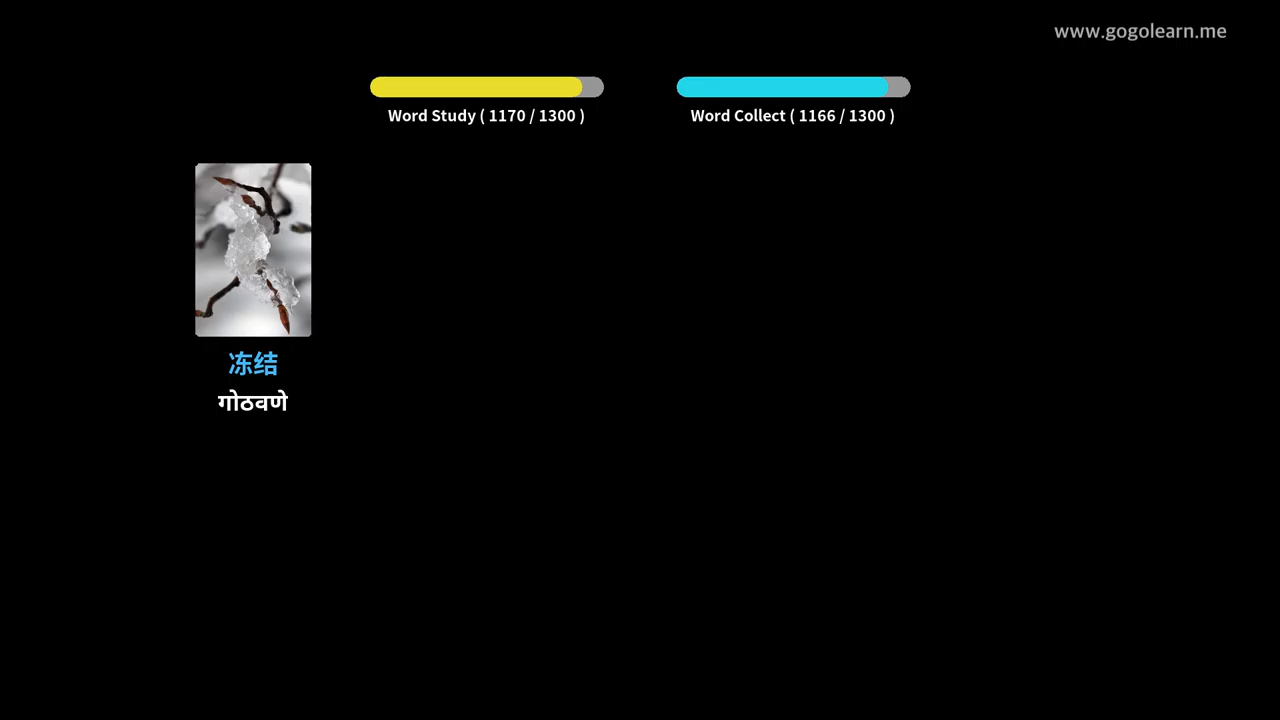 www.gogolearn.me
Word Study ( 1170 / 1300 )
Word Collect ( 1166 / 1300 )
冻结
गोठवणे